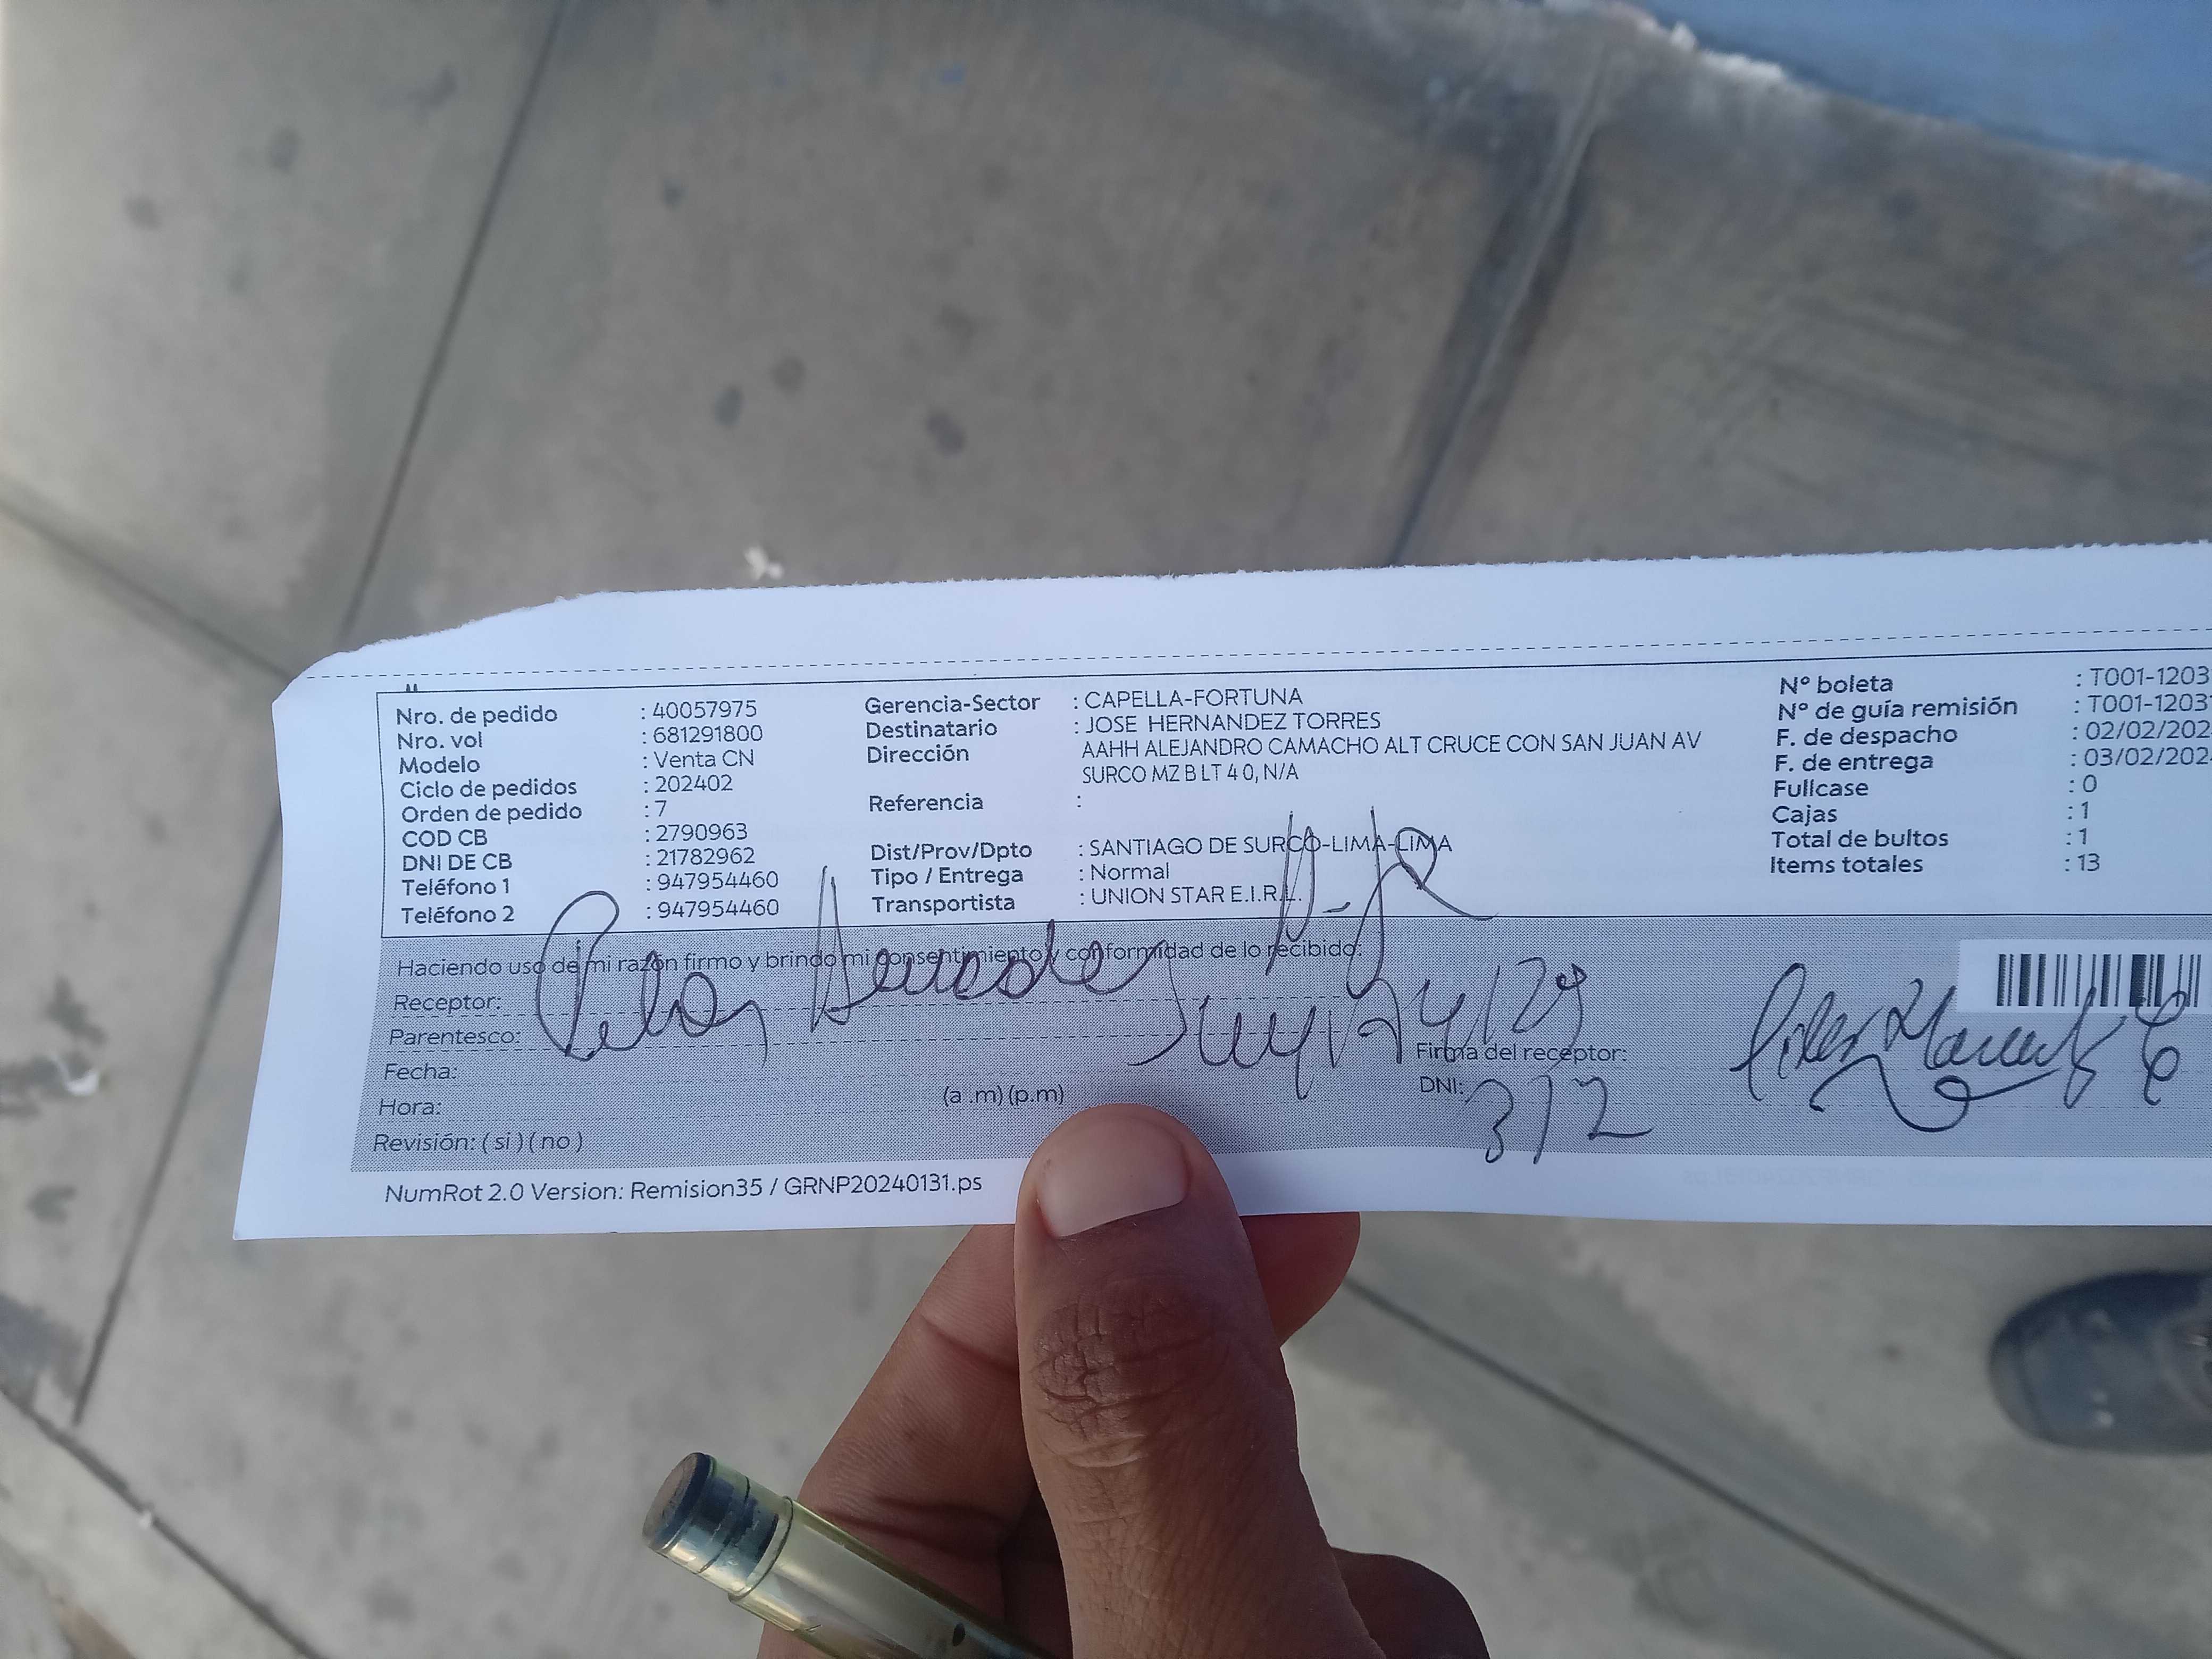 Nro. de pedido : 40057975
Nro. vol : 681291800
Modelo : Venta CN
Ciclo de pedidos : 202402
Orden de pedido : 7
COD CB : 2790963
DNI DE CB : 21782962
Teléfono 1 : 947954460
Teléfono 2 : 947954460
Gerencia-Sector : CAPELLA-FORTUNA
Destinatario : JOSE HERNANDEZ TORRES
Dirección AAHH ALEJANDRO CAMACHO ALT CRUCE CON SAN JUAN AV
SURCO MZ B LT 4 0, N/A
Referencia :
Dist/Prov/Dpto : SANTIAGO DE SURCO-LIMA-LIMA
Tipo / Entrega : Normal
Transportista : UNION STAR E.I.R.L.
Nº boleta : T001-1203
Nº de guía remisión : T001-1203
F. de despacho : 02/02/202
F. de entrega : 03/02/202
Fullcase : 0
Cajas : 1
Total de bultos : 1
Items totales : 13
Haciendo uso de mi razón firmo y brindo mi consentimiento y conformidad de lo recibido:
Receptor:
Parentesco:
Fecha:
Hora: (a .m) (p.m)
Revisión: ( si ) ( no )
Firma del receptor:
DNI:
3/2
NumRot 2.0 Version: Remision35 / GRNP20240131.ps